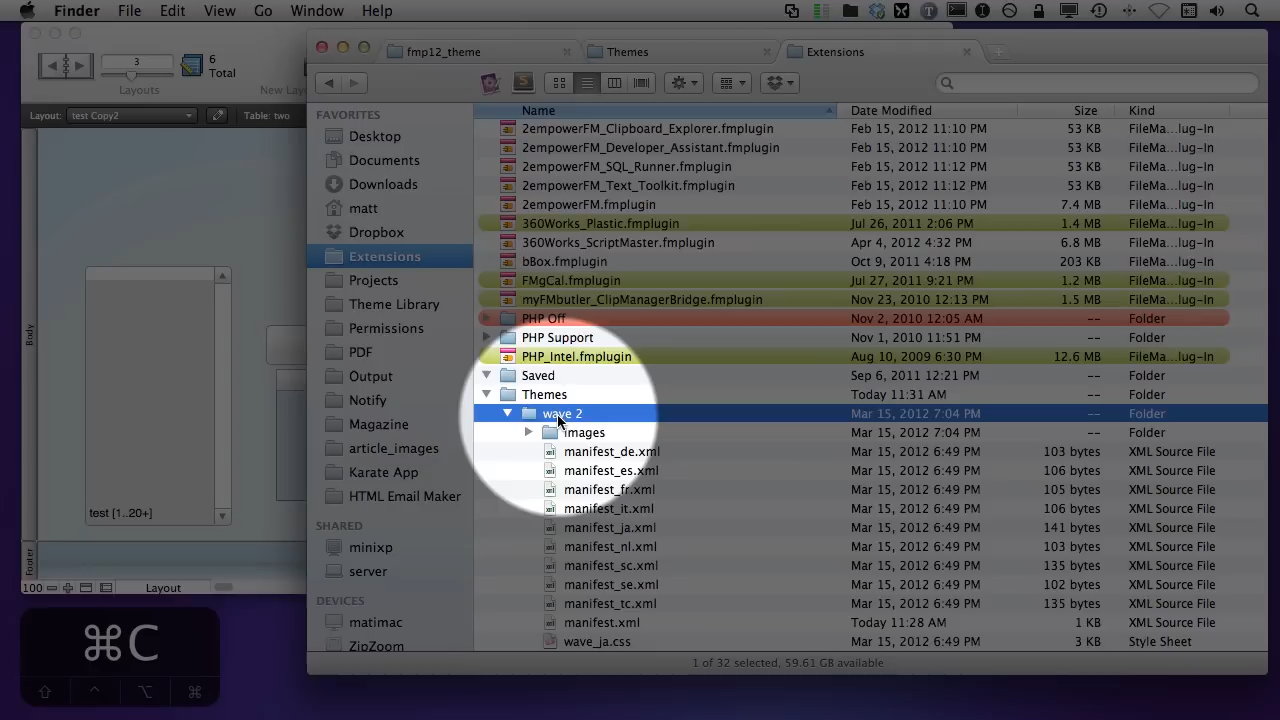 Finder File Edit View Go Window Help
fmp12_theme Themes Extensions
3 6 Total
Layouts New Lay
Layout: test Copy2 Table: two
FAVORITES
Desktop
Documents
Downloads
matt
Dropbox
Extensions
Projects
Theme Library
Permissions
PDF
Output
Notify
Magazine
article_images
Karate App
HTML Email Maker
SHARED
minixp
server
DEVICES
matimac
ZipZoom
Name Date Modified Size Kind
2empowerFM_Clipboard_Explorer.fmplugin Feb 15, 2012 11:10 PM 53 KB FileMa...lug-In
2empowerFM_Developer_Assistant.fmplugin Feb 15, 2012 11:10 PM 53 KB FileMa...lug-In
2empowerFM_SQL_Runner.fmplugin Feb 15, 2012 11:10 PM 53 KB FileMa...lug-In
2empowerFM_Text_Toolkit.fmplugin Feb 15, 2012 11:10 PM 53 KB FileMa...lug-In
2empowerFM.fmplugin Feb 15, 2012 11:10 PM 7.4 MB FileMa...lug-In
360Works_Plastic.fmplugin Jul 26, 2011 2:06 PM 1.4 MB FileMa...lug-In
360Works_ScriptMaster.fmplugin Apr 4, 2012 4:32 PM 6.8 MB FileMa...lug-In
bBox.fmplugin Oct 9, 2011 4:18 PM 203 KB FileMa...lug-In
FMgCal.fmplugin Jul 27, 2011 9:21 PM 1.2 MB FileMa...lug-In
myFMbutler_ClipManagerBridge.fmplugin Nov 23, 2010 12:13 PM 1.5 MB FileMa...lug-In
PHP Off Nov 2, 2010 12:05 AM -- Folder
PHP Support Nov 1, 2010 11:51 PM -- Folder
PHP_Intel.fmplugin Aug 10, 2009 6:30 PM 12.6 MB FileMa...lug-In
Saved Sep 6, 2011 12:21 PM -- Folder
Themes Today 11:31 AM -- Folder
wave 2 Mar 15, 2012 7:04 PM -- Folder
images Mar 15, 2012 7:04 PM -- Folder
manifest_de.xml Mar 15, 2012 6:49 PM 103 bytes XML Source File
manifest_es.xml Mar 15, 2012 6:49 PM 106 bytes XML Source File
manifest_fr.xml Mar 15, 2012 6:49 PM 105 bytes XML Source File
manifest_it.xml Mar 15, 2012 6:49 PM 106 bytes XML Source File
manifest_ja.xml Mar 15, 2012 6:49 PM 141 bytes XML Source File
manifest_nl.xml Mar 15, 2012 6:49 PM 103 bytes XML Source File
manifest_sc.xml Mar 15, 2012 6:49 PM 135 bytes XML Source File
manifest_se.xml Mar 15, 2012 6:49 PM 102 bytes XML Source File
manifest_tc.xml Mar 15, 2012 6:49 PM 135 bytes XML Source File
manifest.xml Today 11:28 AM 1 KB XML Source File
wave_ja.css Mar 15, 2012 6:49 PM 3 KB Style Sheet
1 of 32 selected, 59.61 GB available
Body
test [1..20+]
Footer
100 Layout
⌘C
⇧ ^ ⌥ ⌘